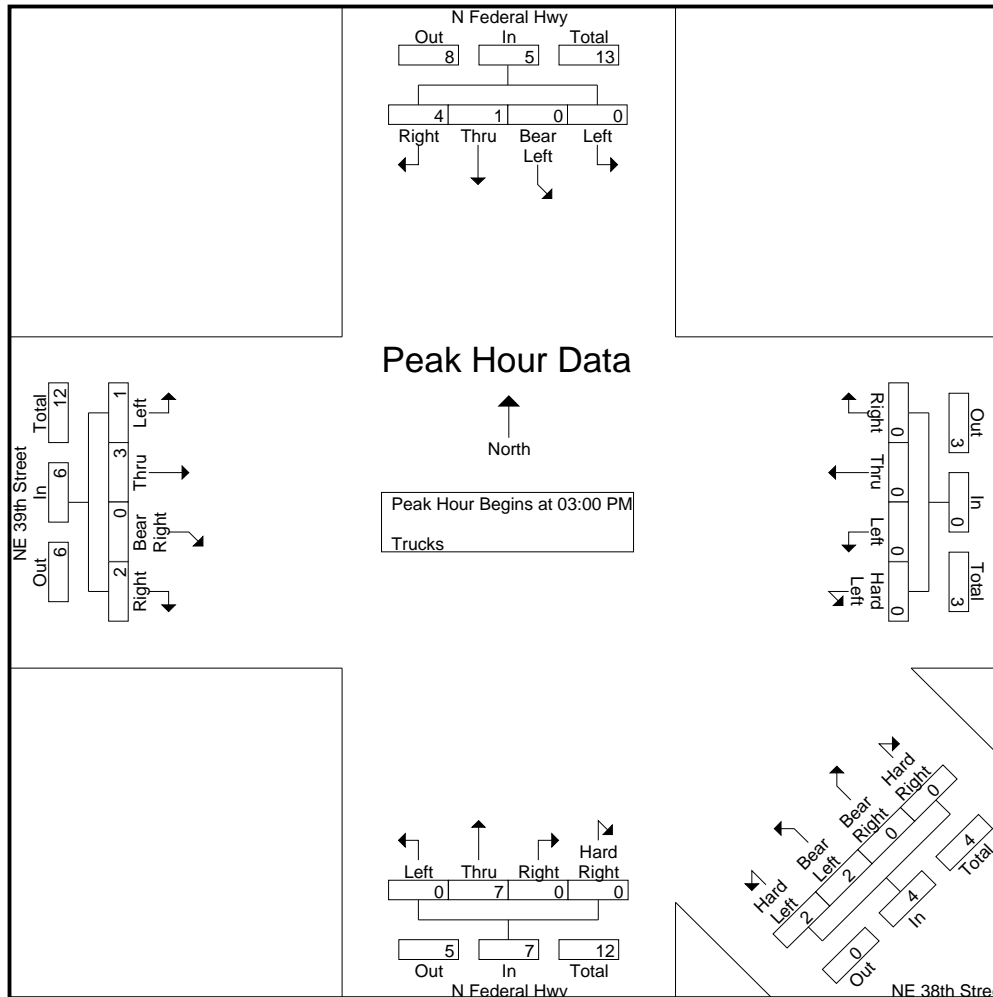 N Federal Hwy
Out In Total
8 5 13
4 1 0 0
Right Thru Bear Left Left
Peak Hour Data
North
Peak Hour Begins at 03:00 PM
Trucks
NE 39th Street
Total In Out
12 6 6
1 3 0 2
Left Thru Bear Right Right
Out In Total
3 0 3
0 0 0 0
Right Thru Left Hard Left
Left Thru Right Hard Right
0 7 0 0
5 7 12
Out In Total
N Federal Hwy
Hard Left Bear Left Bear Right Hard Right
2 2 0 0
0 4 4
Out In Total
NE 38th Stree